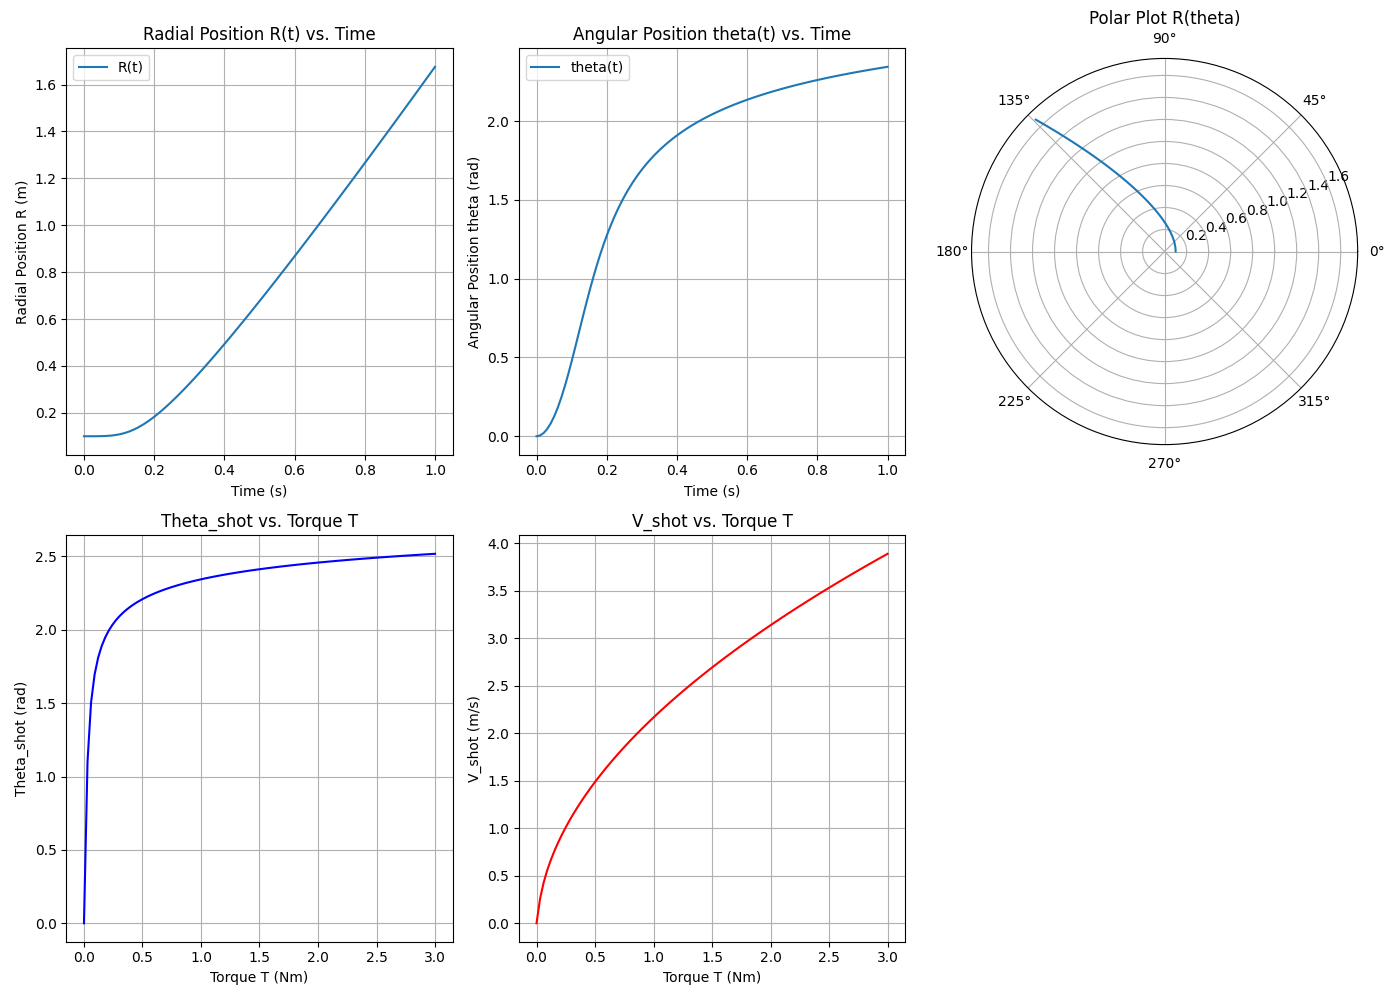 Radial Position R(t) vs. Time
R(t)
Radial Position R (m)
1.6
1.4
1.2
1.0
0.8
0.6
0.4
0.2
0.0 0.2 0.4 0.6 0.8 1.0
Time (s)
Angular Position theta(t) vs. Time
theta(t)
Angular Position theta (rad)
2.0
1.5
1.0
0.5
0.0
0.0 0.2 0.4 0.6 0.8 1.0
Time (s)
Polar Plot R(theta)
90°
135°
45°
180°
0°
225°
315°
270°
0.2 0.4 0.6 0.8 1.0 1.2 1.4 1.6
Theta_shot vs. Torque T
Theta_shot (rad)
2.5
2.0
1.5
1.0
0.5
0.0
0.0 0.5 1.0 1.5 2.0 2.5 3.0
Torque T (Nm)
V_shot vs. Torque T
V_shot (m/s)
4.0
3.5
3.0
2.5
2.0
1.5
1.0
0.5
0.0
0.0 0.5 1.0 1.5 2.0 2.5 3.0
Torque T (Nm)